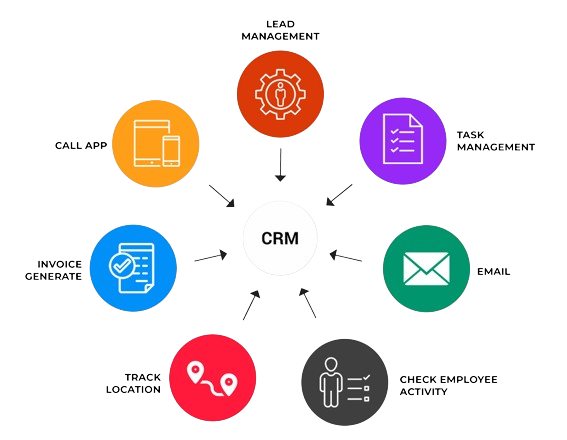 LEAD
MANAGEMENT
CALL APP
TASK
MANAGEMENT
CRM
INVOICE
GENERATE
EMAIL
TRACK
LOCATION
CHECK EMPLOYEE
ACTIVITY